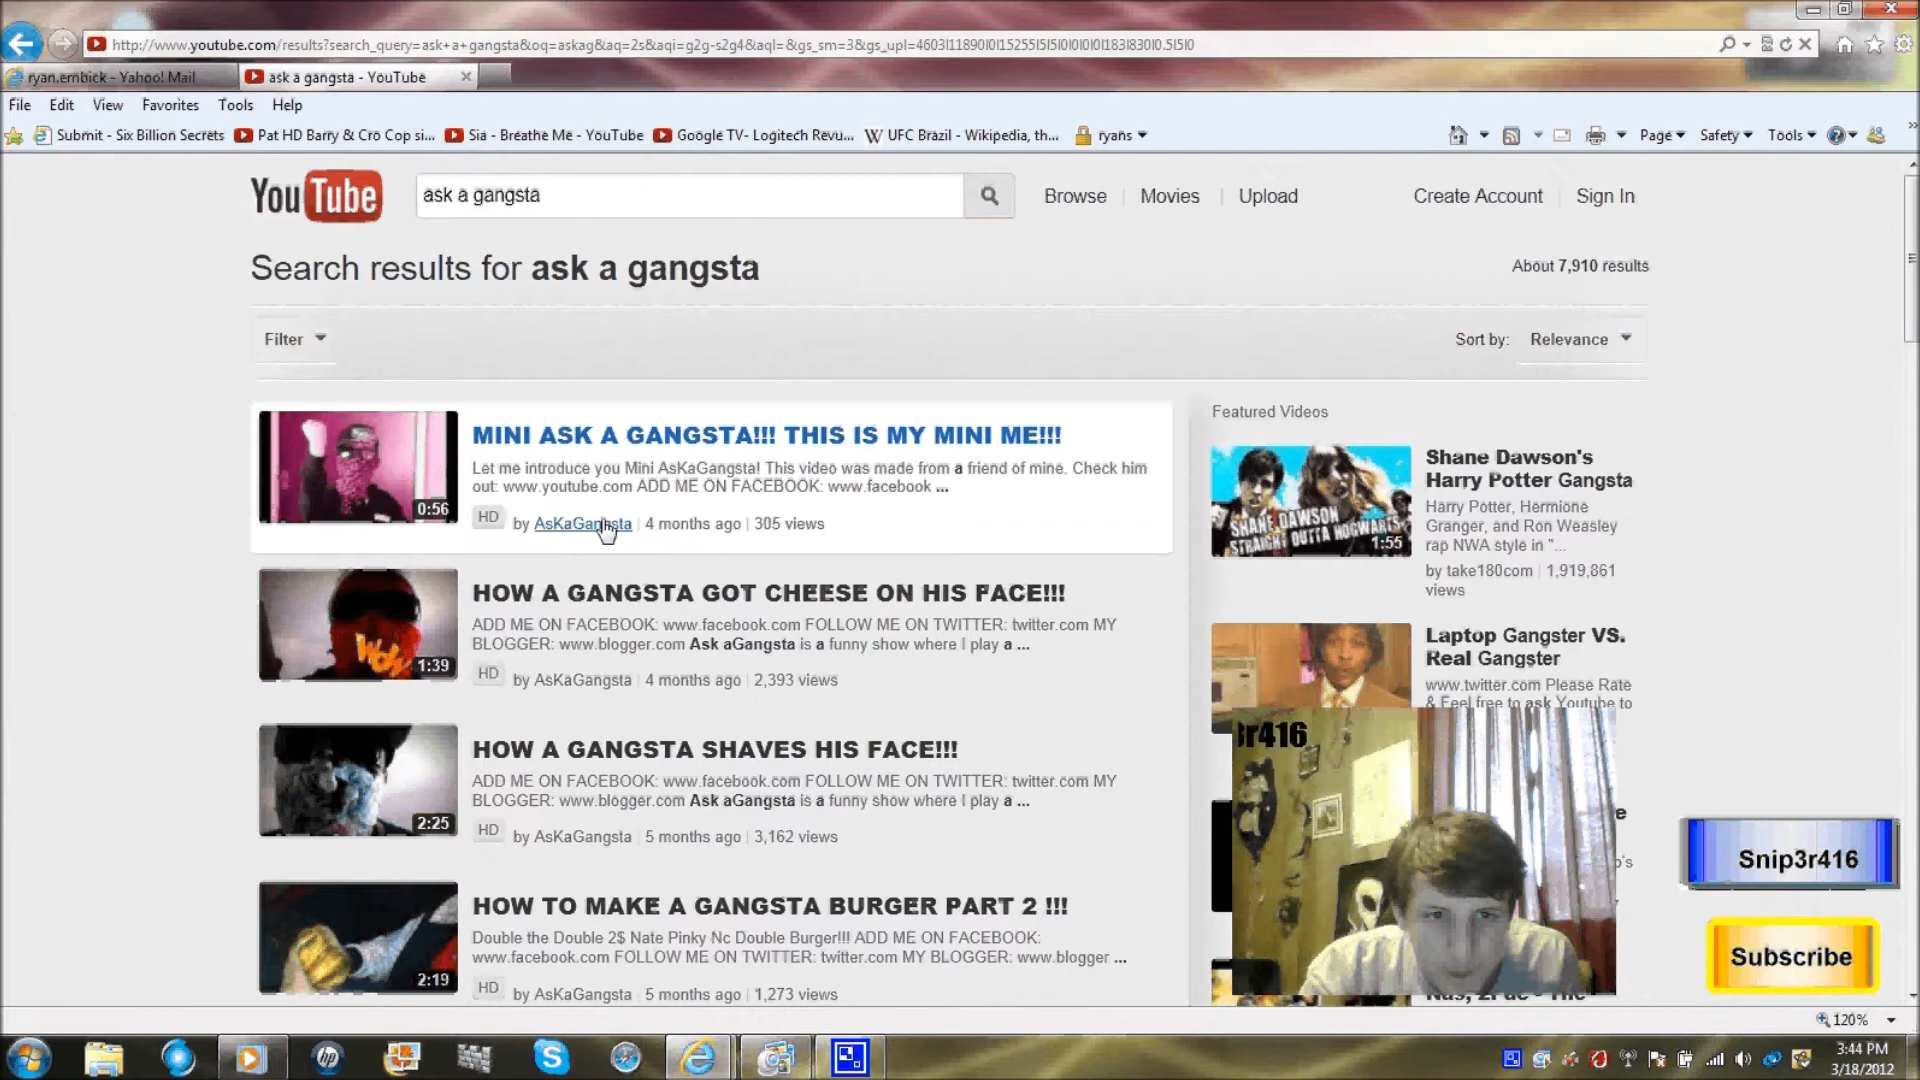 http://www.youtube.com/results?search_query=ask+a+gangsta&oq=askag&aq=2s&aqi=g2g-s2g4&aql=&gs_sm=3&gs_upl=4603l11890l0l15255l5l5l0l0l0l0l183l830l0.5l5l0
ryan.embick - Yahoo! Mail
ask a gangsta - YouTube
File Edit View Favorites Tools Help
Submit - Six Billion Secrets
Pat HD Barry & Cro Cop si...
Sia - Breathe Me - YouTube
Google TV- Logitech Revu...
UFC Brazil - Wikipedia, th...
ryans
Page Safety Tools
YouTube
ask a gangsta
Browse Movies Upload
Create Account Sign In
Search results for ask a gangsta
About 7,910 results
Filter
Sort by: Relevance
MINI ASK A GANGSTA!!! THIS IS MY MINI ME!!!
Let me introduce you Mini AsKaGangsta! This video was made from a friend of mine. Check him
out: www.youtube.com ADD ME ON FACEBOOK: www.facebook ...
0:56
HD by AsKaGangsta 4 months ago 305 views
HOW A GANGSTA GOT CHEESE ON HIS FACE!!!
ADD ME ON FACEBOOK: www.facebook.com FOLLOW ME ON TWITTER: twitter.com MY
BLOGGER: www.blogger.com Ask aGangsta is a funny show where I play a ...
1:39
HD by AsKaGangsta 4 months ago 2,393 views
HOW A GANGSTA SHAVES HIS FACE!!!
ADD ME ON FACEBOOK: www.facebook.com FOLLOW ME ON TWITTER: twitter.com MY
BLOGGER: www.blogger.com Ask aGangsta is a funny show where I play a ...
2:25
HD by AsKaGangsta 5 months ago 3,162 views
HOW TO MAKE A GANGSTA BURGER PART 2 !!!
Double the Double 2$ Nate Pinky Nc Double Burger!!! ADD ME ON FACEBOOK:
www.facebook.com FOLLOW ME ON TWITTER: twitter.com MY BLOGGER: www.blogger ...
2:19
HD by AsKaGangsta 5 months ago 1,273 views
Featured Videos
SHANE DAWSON
STRAIGHT OUTTA HOGWARTS
1:55
Shane Dawson's
Harry Potter Gangsta
Harry Potter, Hermione
Granger, and Ron Weasley
rap NWA style in "...
by take180com 1,919,861
views
Laptop Gangster VS.
Real Gangster
www.twitter.com Please Rate
& Feel free to ask Youtube to
3r416
Snip3r416
Subscribe
120%
hp
3:44 PM
3/18/2012